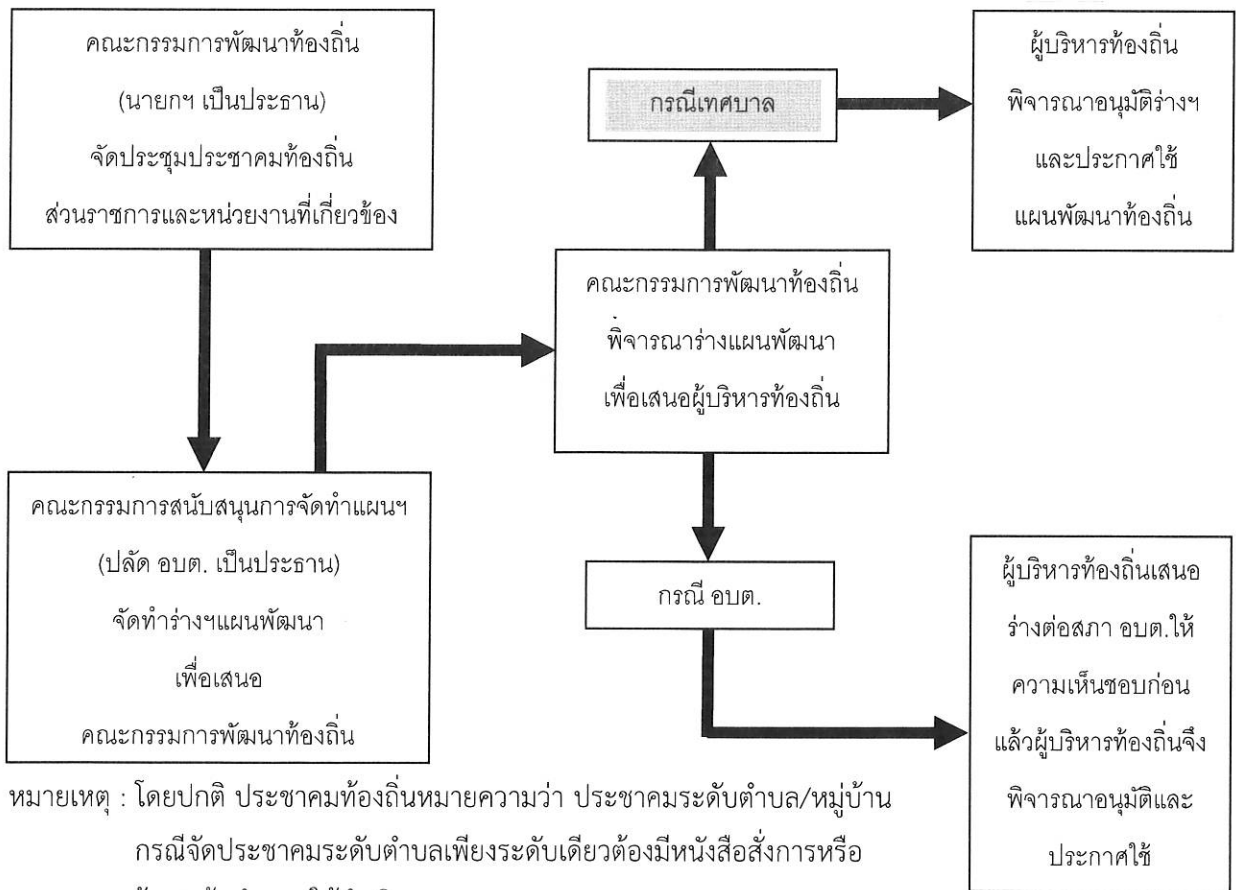 คณะกรรมการพัฒนาท้องถิ่น
(นายกฯ เป็นประธาน)
จัดประชุมประชาคมท้องถิ่น
ส่วนราชการและหน่วยงานที่เกี่ยวข้อง
คณะกรรมการสนับสนุนการจัดทำแผนฯ
(ปลัด อบต. เป็นประธาน)
จัดทำร่างฯแผนพัฒนา
เพื่อเสนอ
คณะกรรมการพัฒนาท้องถิ่น
คณะกรรมการพัฒนาท้องถิ่น
พิจารณาร่างแผนพัฒนา
เพื่อเสนอผู้บริหารท้องถิ่น
กรณีเทศบาล
ผู้บริหารท้องถิ่น
พิจารณาอนุมัติร่างฯ
และประกาศใช้
แผนพัฒนาท้องถิ่น
กรณี อบต.
ผู้บริหารท้องถิ่นเสนอ
ร่างต่อสภา อบต.ให้
ความเห็นชอบก่อน
แล้วผู้บริหารท้องถิ่นจึง
พิจารณาอนุมัติและ
ประกาศใช้
หมายเหตุ : โดยปกติ ประชาคมท้องถิ่นหมายความว่า ประชาคมระดับตำบล/หมู่บ้าน
กรณีจัดประชาคมระดับตำบลเพียงระดับเดียวต้องมีหนังสือสั่งการหรือ